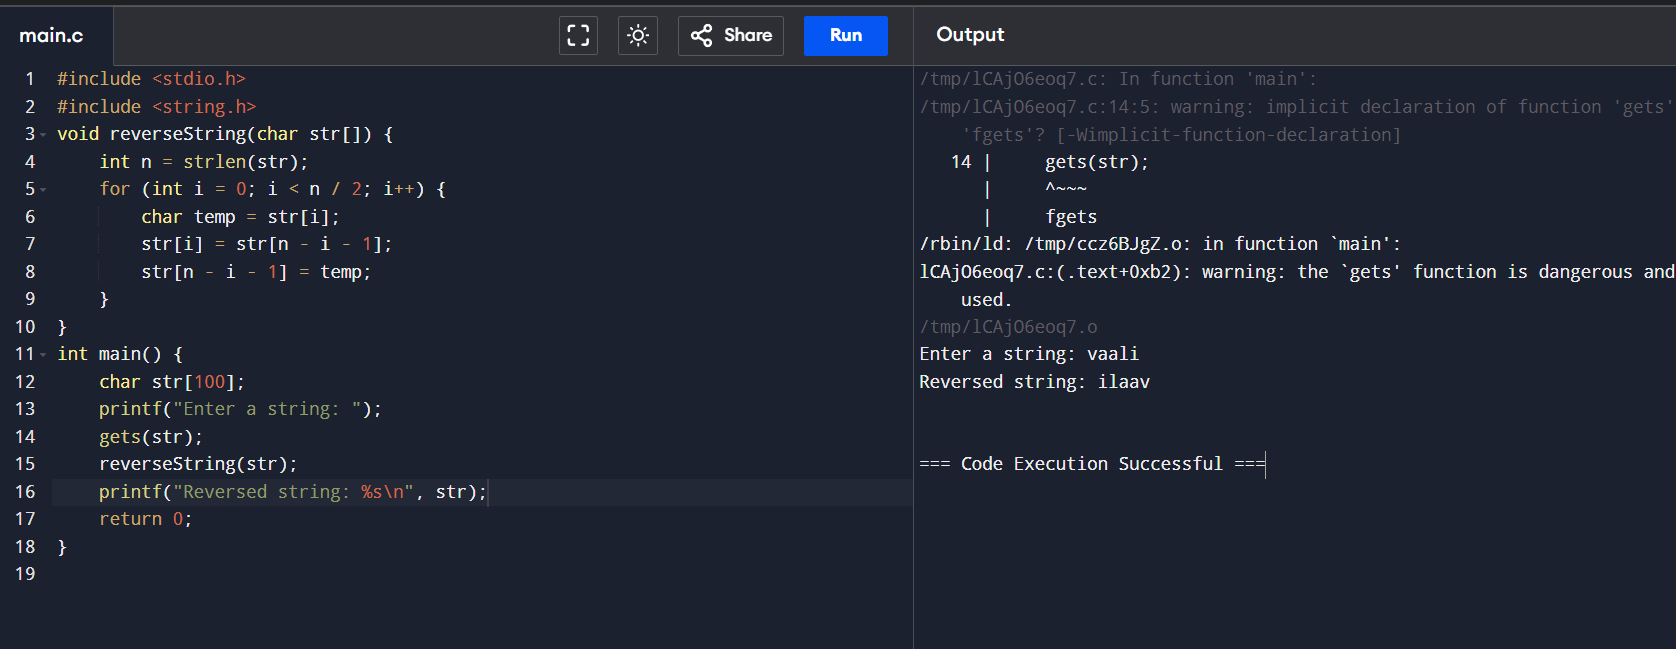 main.c
Share
Run
Output
1 #include <stdio.h>
2 #include <string.h>
3 void reverseString(char str[]) {
4 int n = strlen(str);
5 for (int i = 0; i < n / 2; i++) {
6 char temp = str[i];
7 str[i] = str[n - i - 1];
8 str[n - i - 1] = temp;
9 }
10 }
11 int main() {
12 char str[100];
13 printf("Enter a string: ");
14 gets(str);
15 reverseString(str);
16 printf("Reversed string: %s\n", str);
17 return 0;
18 }
19
/tmp/lCAjO6eoq7.c: In function 'main':
/tmp/lCAjO6eoq7.c:14:5: warning: implicit declaration of function 'gets'
'fgets'? [-Wimplicit-function-declaration]
14 | gets(str);
| ^~~~
| fgets
/rbin/ld: /tmp/ccz6BJgZ.o: in function `main':
lCAjO6eoq7.c:(.text+0xb2): warning: the `gets' function is dangerous and
used.
/tmp/lCAjO6eoq7.o
Enter a string: vaali
Reversed string: ilaav
=== Code Execution Successful ===